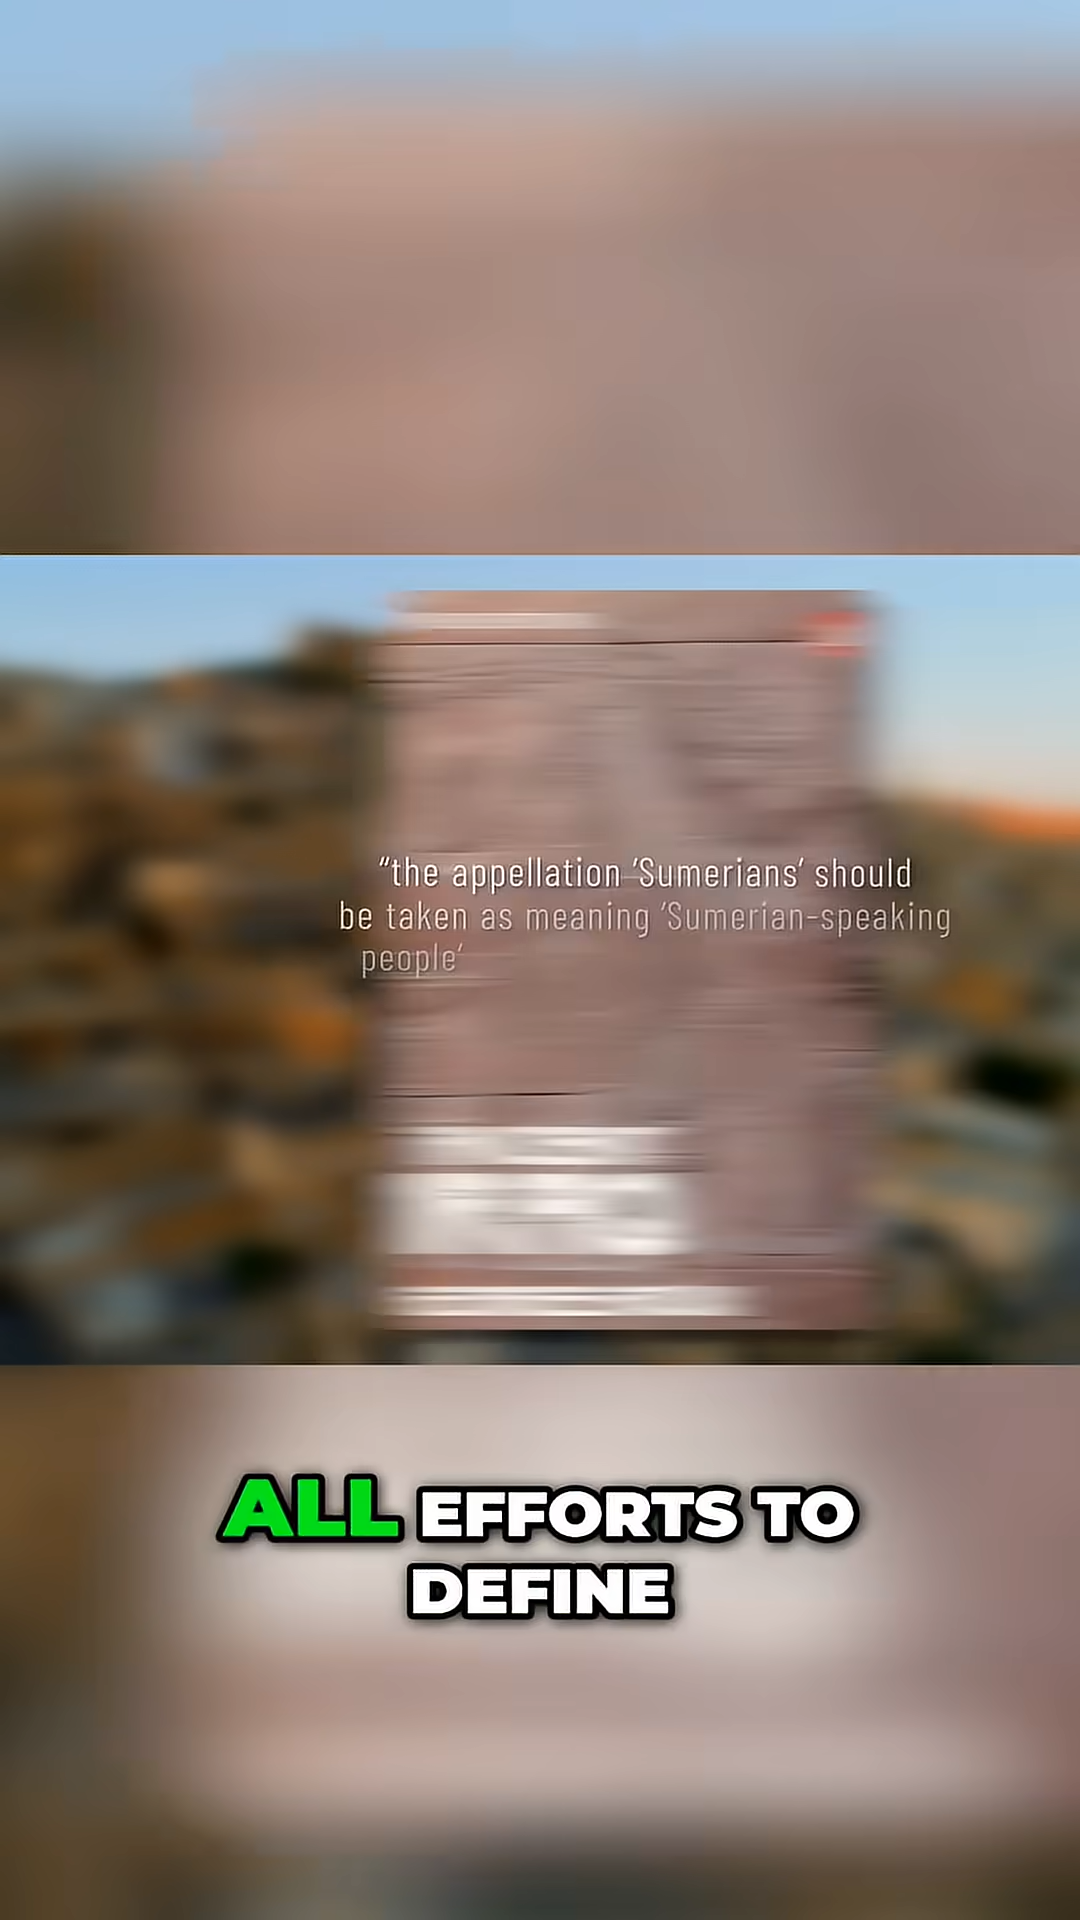 “the appellation ‘Sumerians’ should
be taken as meaning ‘Sumerian-speaking
people’
ALL EFFORTS TO
DEFINE